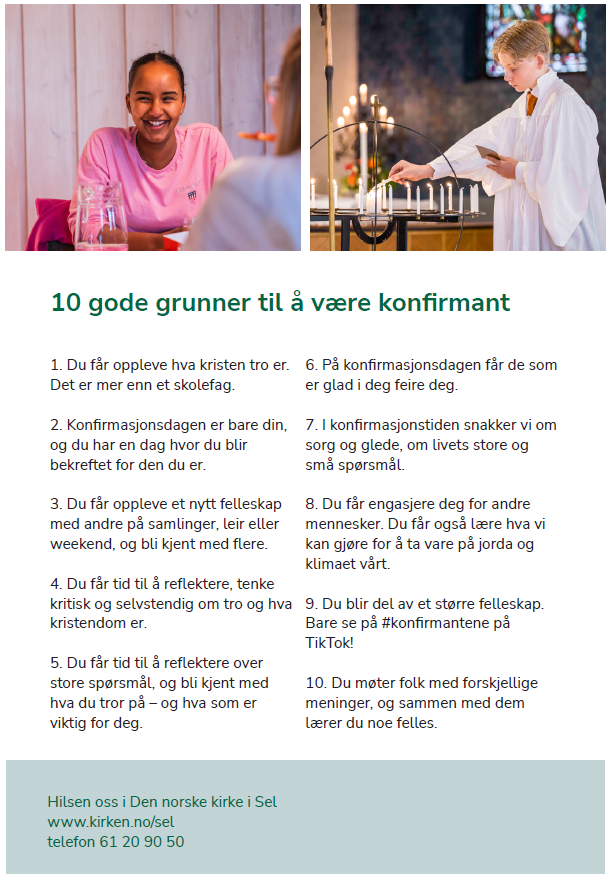 10 gode grunner til å være konfirmant
1. Du får oppleve hva kristen tro er.
Det er mer enn et skolefag.
2. Konfirmasjonsdagen er bare din,
og du har en dag hvor du blir
bekreftet for den du er.
3. Du får oppleve et nytt felleskap
med andre på samlinger, leir eller
weekend, og bli kjent med flere.
4. Du får tid til å reflektere, tenke
kritisk og selvstendig om tro og hva
kristendom er.
5. Du får tid til å reflektere over
store spørsmål, og bli kjent med
hva du tror på – og hva som er
viktig for deg.
6. På konfirmasjonsdagen får de som
er glad i deg feire deg.
7. I konfirmasjonstiden snakker vi om
sorg og glede, om livets store og
små spørsmål.
8. Du får engasjere deg for andre
mennesker. Du får også lære hva vi
kan gjøre for å ta vare på jorda og
klimaet vårt.
9. Du blir del av et større felleskap.
Bare se på #konfirmantene på
TikTok!
10. Du møter folk med forskjellige
meninger, og sammen med dem
lærer du noe felles.
Hilsen oss i Den norske kirke i Sel
www.kirken.no/sel
telefon 61 20 90 50